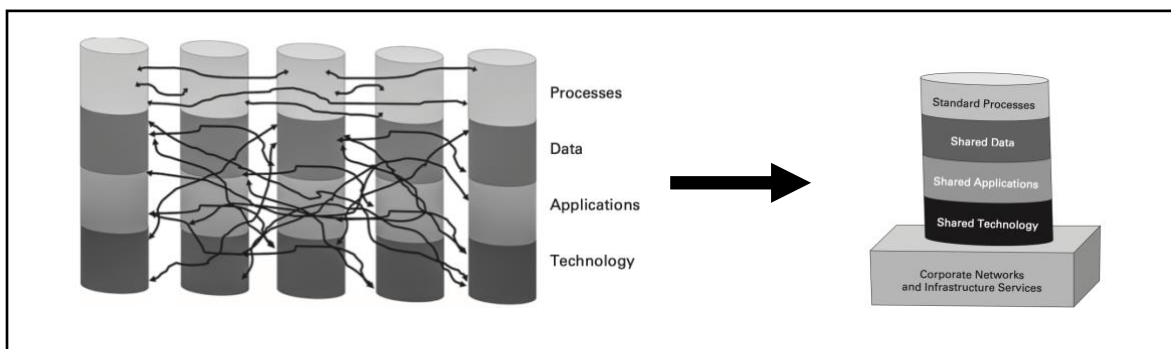 Processes
Data
Applications
Technology
Standard Processes
Shared Data
Shared Applications
Shared Technology
Corporate Networks
and Infrastructure Services